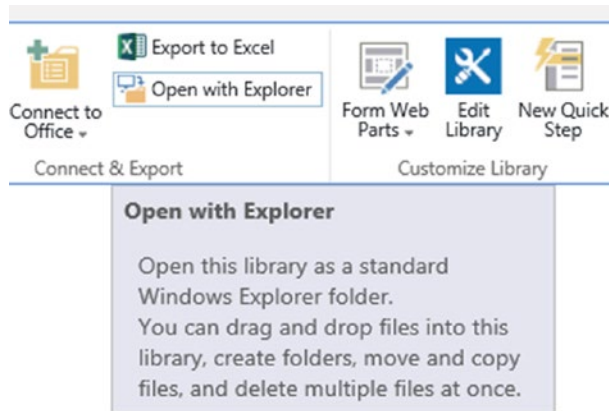 Connect to
Office
Export to Excel
Open with Explorer
Connect & Export
Form Web
Parts
Edit
Library
New Quick
Step
Customize Library
Open with Explorer
Open this library as a standard
Windows Explorer folder.
You can drag and drop files into this
library, create folders, move and copy
files, and delete multiple files at once.